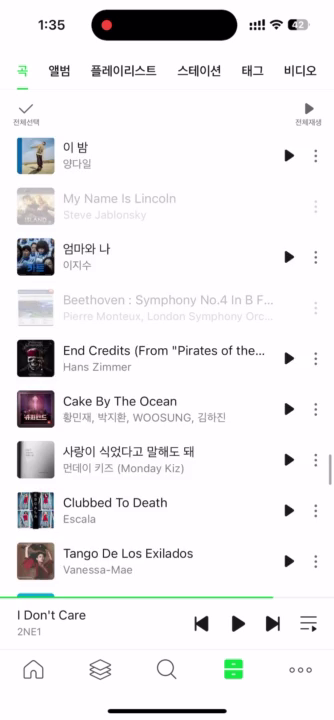 1:35
42
곡 앨범 플레이리스트 스테이션 태그 비디오
전체선택 전체재생
이 밤
양다일
My Name Is Lincoln
Steve Jablonsky
엄마와 나
이지수
Beethoven : Symphony No.4 In B F...
Pierre Monteux, London Symphony Orc...
End Credits (From "Pirates of the...
Hans Zimmer
Cake By The Ocean
황민재, 박지환, WOOSUNG, 김하진
사랑이 식었다고 말해도 돼
먼데이 키즈 (Monday Kiz)
Clubbed To Death
Escala
Tango De Los Exilados
Vanessa-Mae
I Don't Care
2NE1